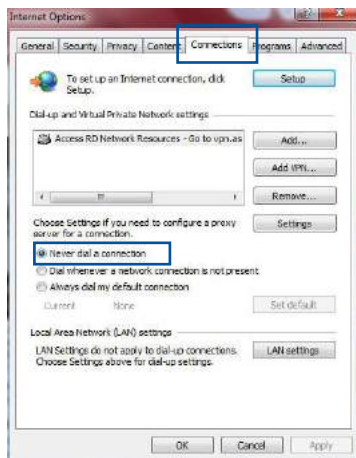 Internet Options
General Security Privacy Content Connections Programs Advanced
To set up an Internet connection, click
Setup.
Setup
Dial-up and Virtual Private Network settings
Access RD Network Resources - Go to vpn.as
Add...
Add VPN...
Remove...
Choose Settings if you need to configure a proxy
server for a connection.
Settings
Never dial a connection
Dial whenever a network connection is not present
Always dial my default connection
Current None
Set default
Local Area Network (LAN) settings
LAN Settings do not apply to dial-up connections.
Choose Settings above for dial-up settings.
LAN settings
OK Cancel Apply